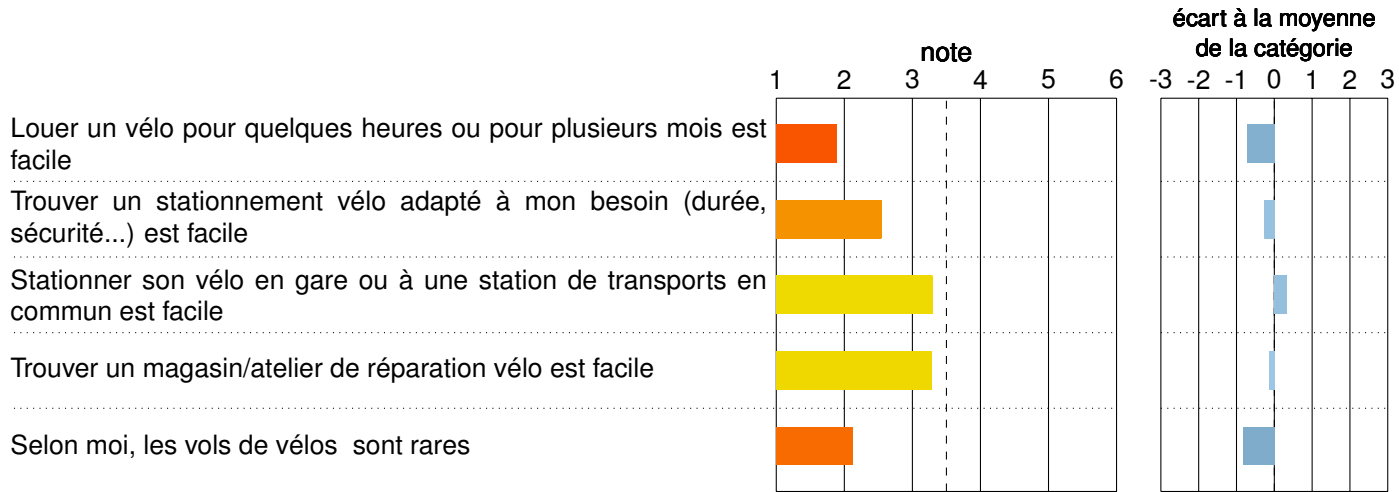 écart à la moyenne
de la catégorie
note
1 2 3 4 5 6
-3 -2 -1 0 1 2 3
Louer un vélo pour quelques heures ou pour plusieurs mois est
facile
Trouver un stationnement vélo adapté à mon besoin (durée,
sécurité...) est facile
Stationner son vélo en gare ou à une station de transports en
commun est facile
Trouver un magasin/atelier de réparation vélo est facile
Selon moi, les vols de vélos sont rares